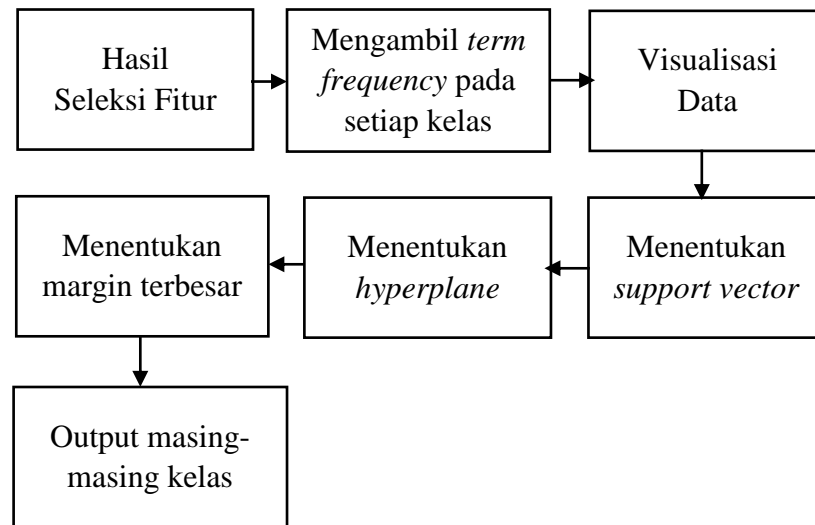 Hasil
Seleksi Fitur
Mengambil term
frequency pada
setiap kelas
Visualisasi
Data
Menentukan
support vector
Menentukan
hyperplane
Menentukan
margin terbesar
Output masing-
masing kelas